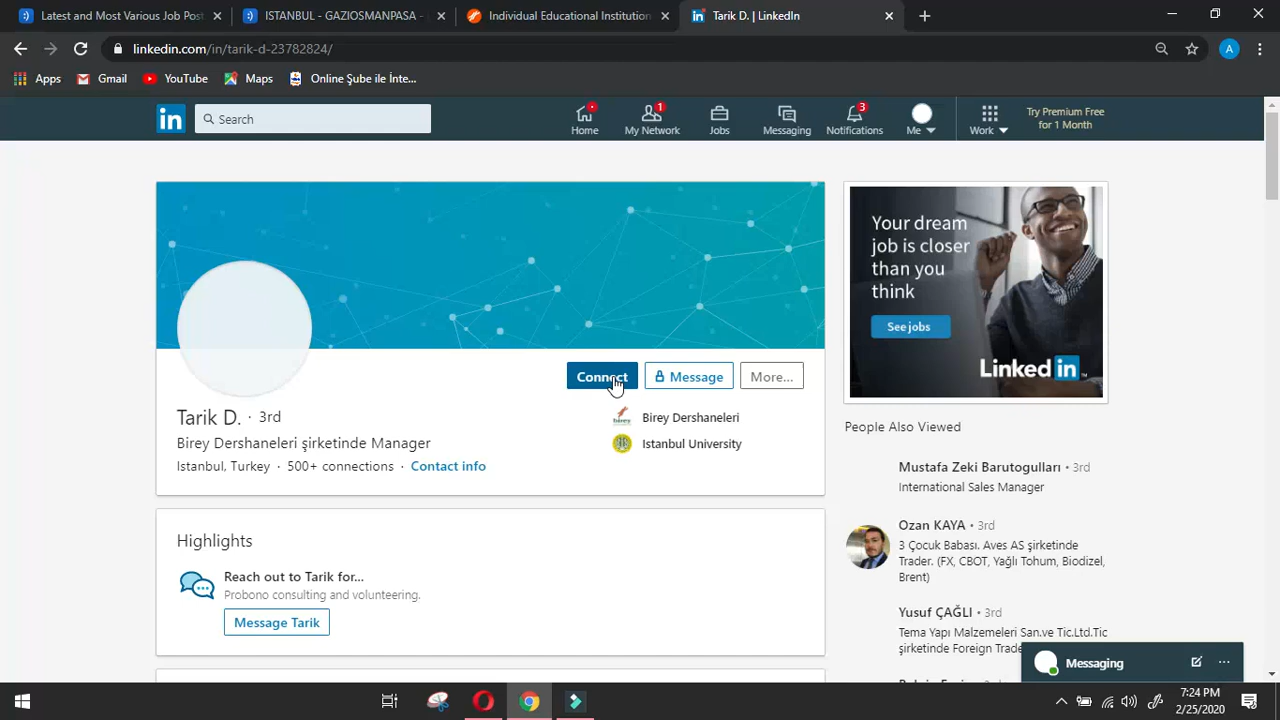 Latest and Most Various Job Post
ISTANBUL - GAZIOSMANPASA -
Individual Educational Institution
Tarik D. | LinkedIn
linkedin.com/in/tarik-d-23782824/
A
Apps
Gmail
YouTube
Maps
Online Şube ile İnte...
in
Search
Home
1
My Network
Jobs
Messaging
3
Notifications
Me
Work
Try Premium Free
for 1 Month
Your dream
job is closer
than you
think
See jobs
Linked in
Connect
Message
More...
Tarik D. · 3rd
Birey Dershaneleri şirketinde Manager
Istanbul, Turkey · 500+ connections · Contact info
Birey Dershaneleri
Istanbul University
Highlights
Reach out to Tarik for...
Probono consulting and volunteering.
Message Tarik
People Also Viewed
Mustafa Zeki Barutogulları • 3rd
International Sales Manager
Ozan KAYA • 3rd
3 Çocuk Babası. Aves AS şirketinde
Trader. (FX, CBOT, Yağlı Tohum, Biodizel,
Brent)
Yusuf ÇAĞLI • 3rd
Tema Yapı Malzemeleri San.ve Tic.Ltd.Tic
şirketinde Foreign Trade
Messaging
7:24 PM
2/25/2020